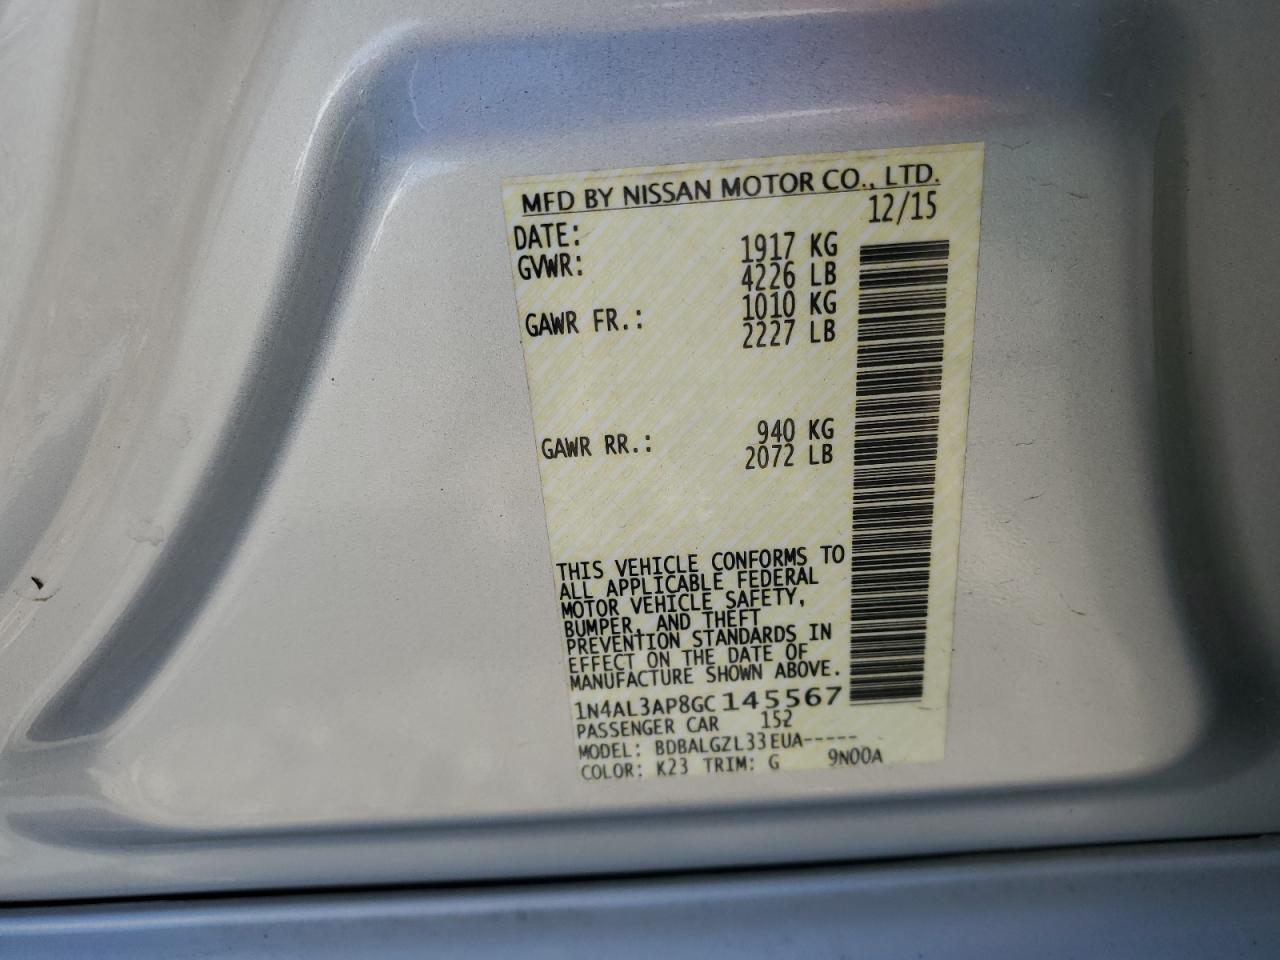 MFD BY NISSAN MOTOR CO., LTD.
DATE: 12/15
GVWR: 1917 KG
4226 LB
GAWR FR.: 1010 KG
2227 LB
GAWR RR.: 940 KG
2072 LB
THIS VEHICLE CONFORMS TO
ALL APPLICABLE FEDERAL
MOTOR VEHICLE SAFETY,
BUMPER, AND THEFT
PREVENTION STANDARDS IN
EFFECT ON THE DATE OF
MANUFACTURE SHOWN ABOVE.
1N4AL3AP8GC145567
PASSENGER CAR 152
MODEL: BDBALGZL33EUA-----
COLOR: K23 TRIM: G 9N00A